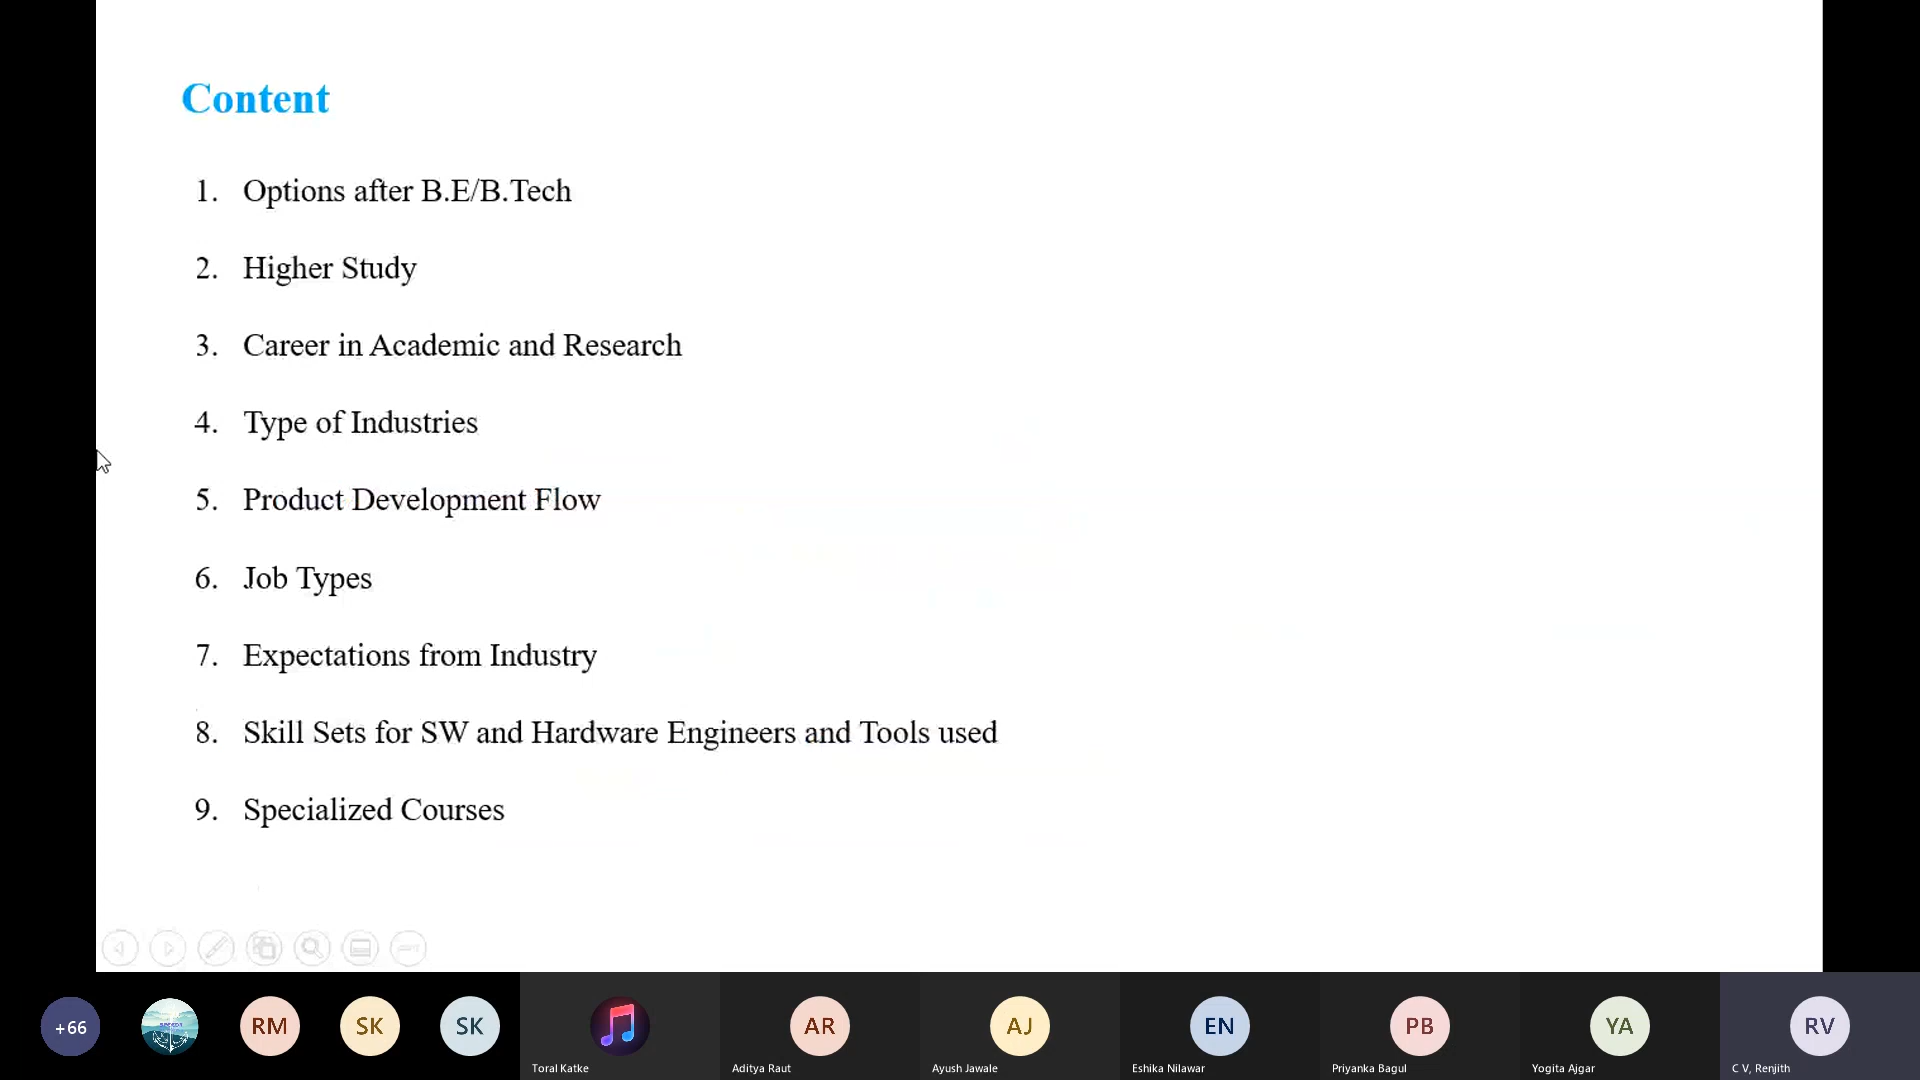 Content
1. Options after B.E/B.Tech
2. Higher Study
3. Career in Academic and Research
4. Type of Industries
5. Product Development Flow
6. Job Types
7. Expectations from Industry
8. Skill Sets for SW and Hardware Engineers and Tools used
9. Specialized Courses
+66
RM
SK
SK
AR
AJ
EN
PB
YA
RV
Toral Katke
Aditya Raut
Ayush Jawale
Eshika Nilawar
Priyanka Bagul
Yogita Ajgar
C V, Renjith